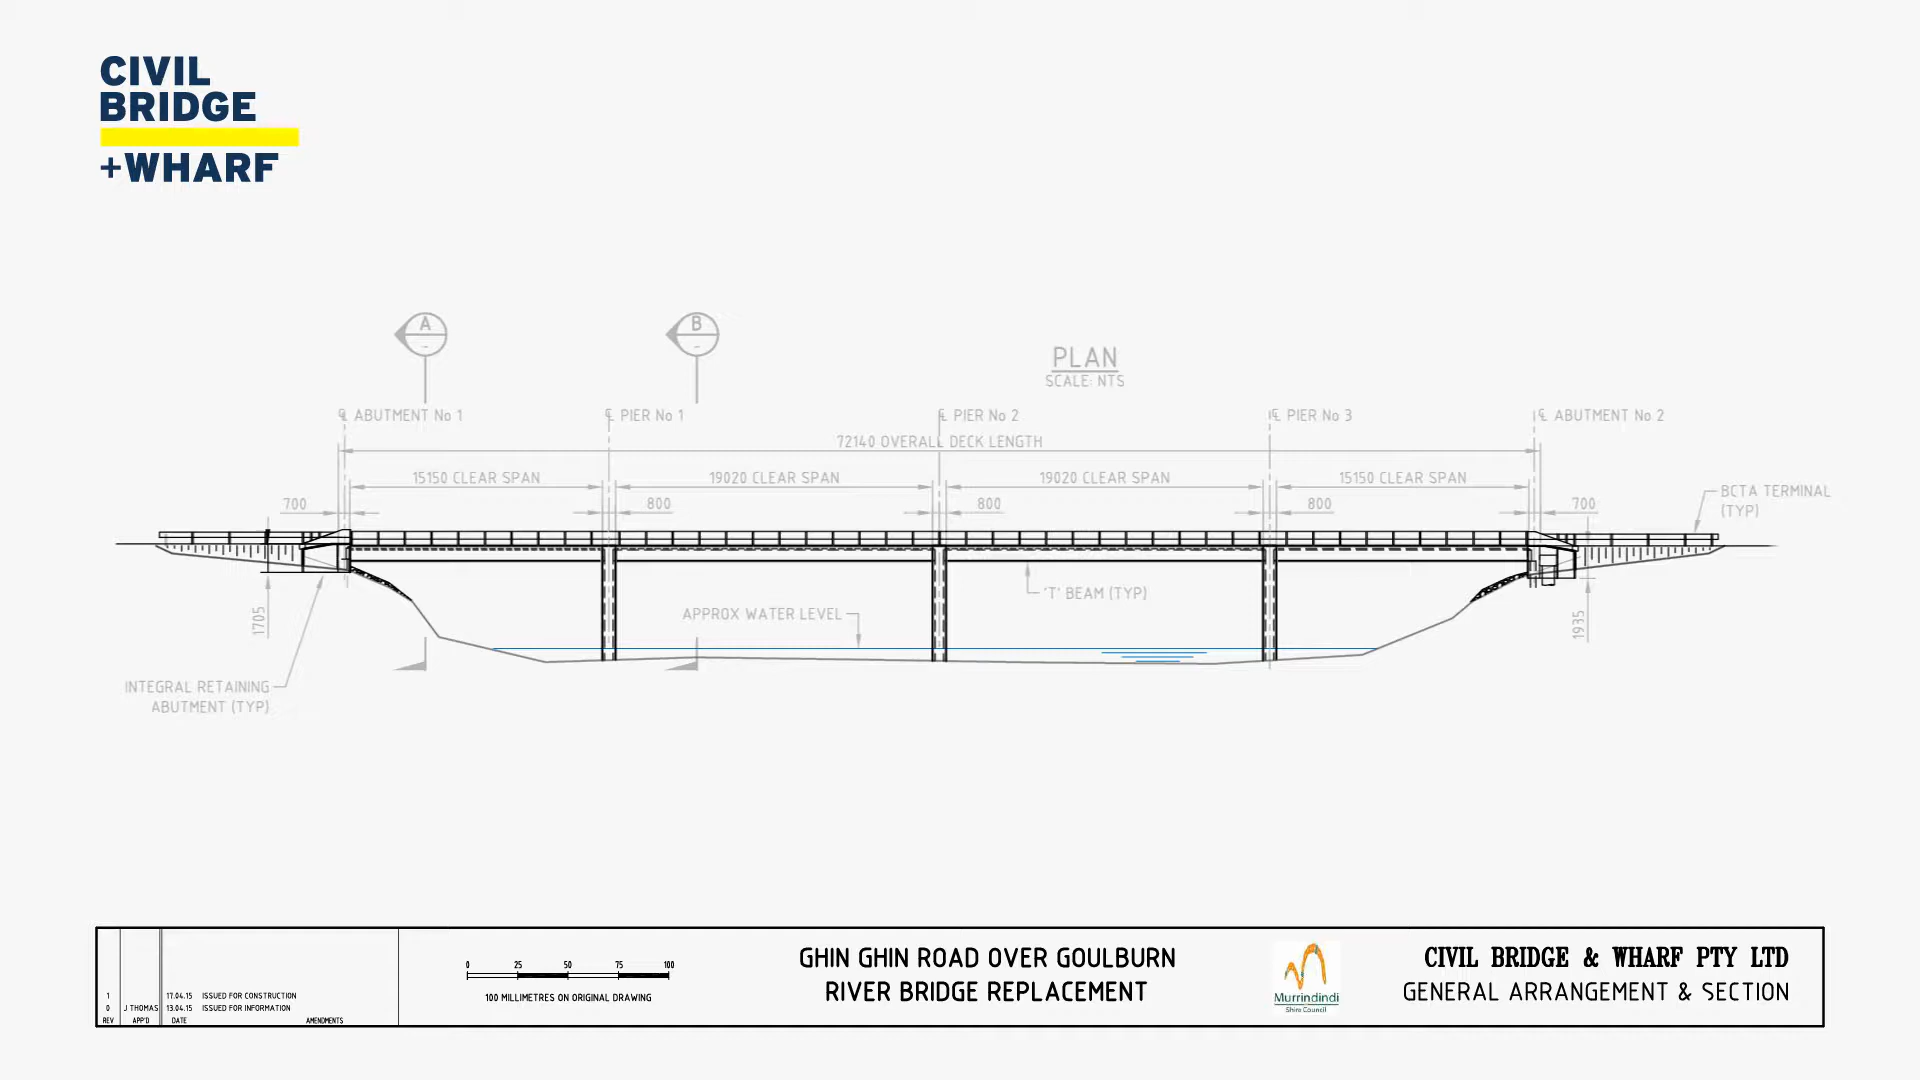 CIVIL
BRIDGE
+WHARF
A
-
B
-
PLAN
SCALE: NTS
℄ ABUTMENT No 1
℄ PIER No 1
℄ PIER No 2
℄ PIER No 3
℄ ABUTMENT No 2
72140 OVERALL DECK LENGTH
15150 CLEAR SPAN
19020 CLEAR SPAN
19020 CLEAR SPAN
15150 CLEAR SPAN
700
800
800
800
700
BCTA TERMINAL
(TYP)
'T' BEAM (TYP)
APPROX WATER LEVEL
1705
1935
INTEGRAL RETAINING
ABUTMENT (TYP)
1 17.04.15 ISSUED FOR CONSTRUCTION
0 J THOMAS 13.04.15 ISSUED FOR INFORMATION
REV APP'D DATE AMENDMENTS
0 25 50 75 100
100 MILLIMETRES ON ORIGINAL DRAWING
GHIN GHIN ROAD OVER GOULBURN
RIVER BRIDGE REPLACEMENT
Murrindindi
Shire Council
CIVIL BRIDGE & WHARF PTY LTD
GENERAL ARRANGEMENT & SECTION